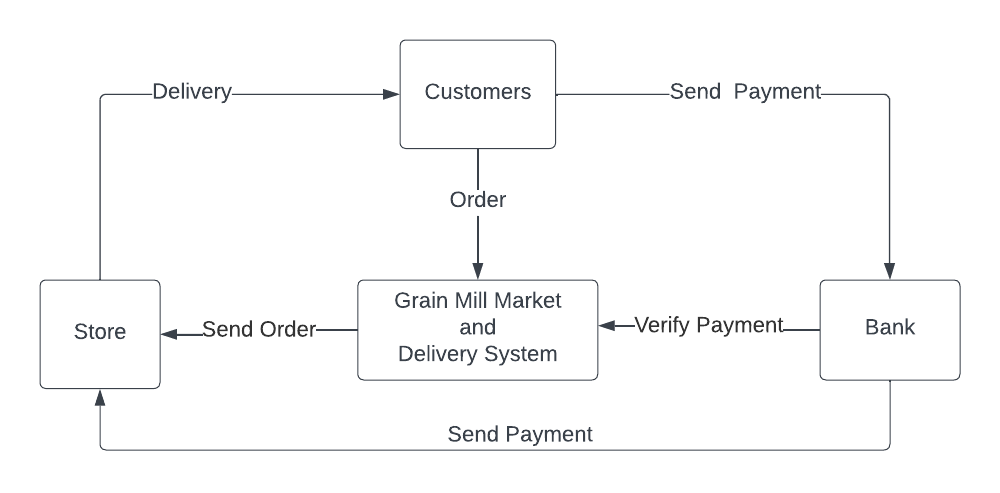 Delivery
Customers
Send  Payment
Order
Store
Send Order
Grain Mill Market
and
Delivery System
Verify Payment
Bank
Send Payment